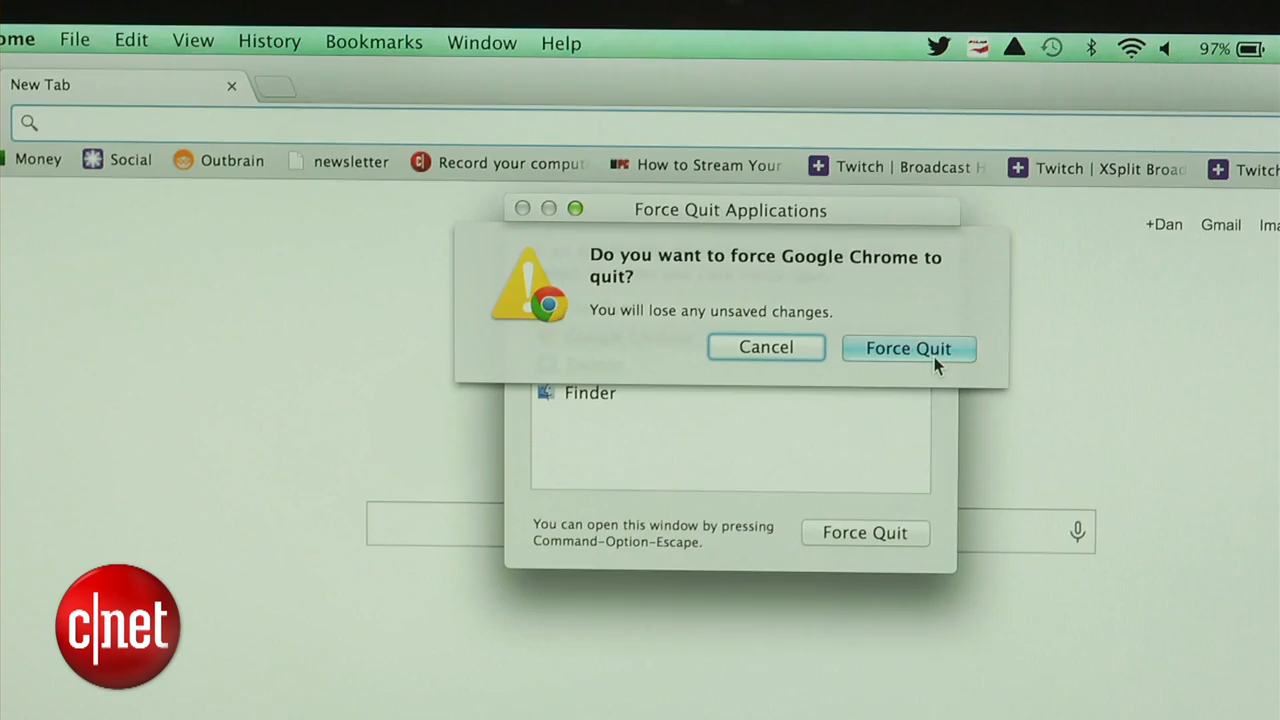 ome File Edit View History Bookmarks Window Help 97%
New Tab
Money Social Outbrain newsletter Record your comput How to Stream Your Twitch | Broadcast H Twitch | XSplit Broad Twitc
+Dan Gmail Ima
Force Quit Applications
Do you want to force Google Chrome to
quit?
You will lose any unsaved changes.
Cancel Force Quit
Finder
You can open this window by pressing
Command-Option-Escape.
Force Quit
c|net